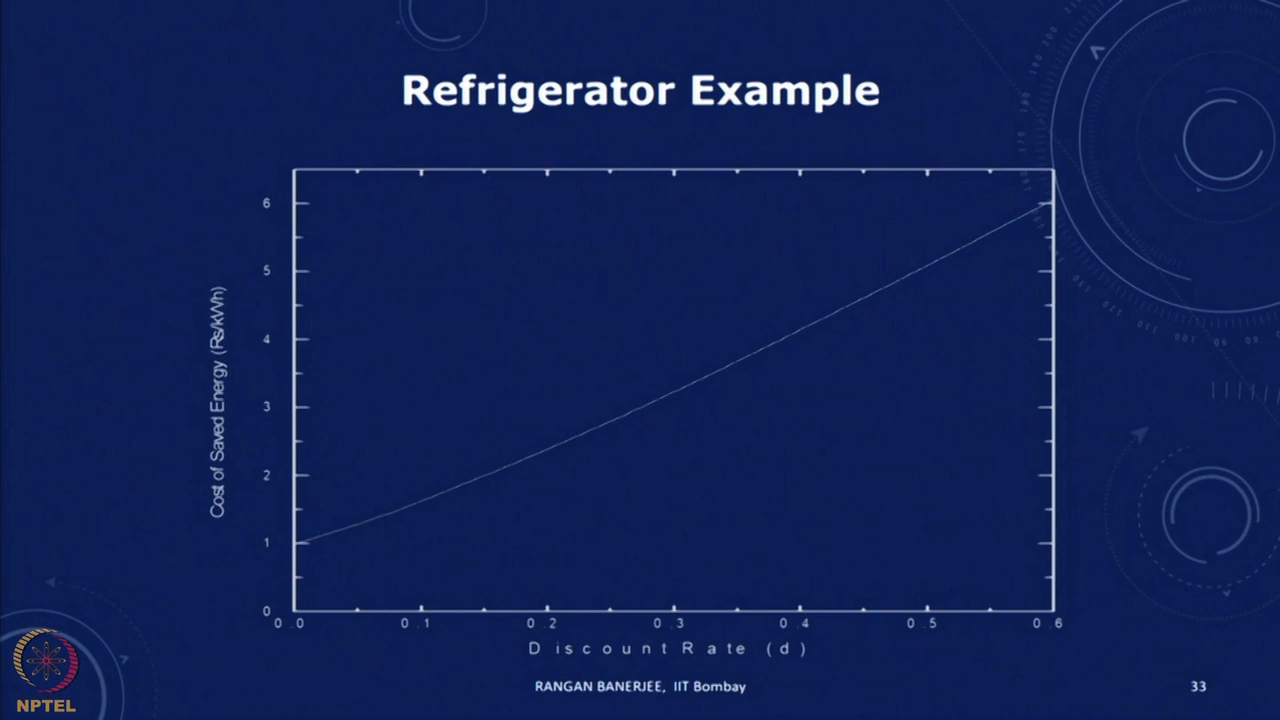 Refrigerator Example
6
5
4
3
2
1
0
Cost of Saved Energy (Rs/kWh)
0.0 0.1 0.2 0.3 0.4 0.5 0.6
Discount Rate (d)
RANGAN BANERJEE, IIT Bombay
33
NPTEL